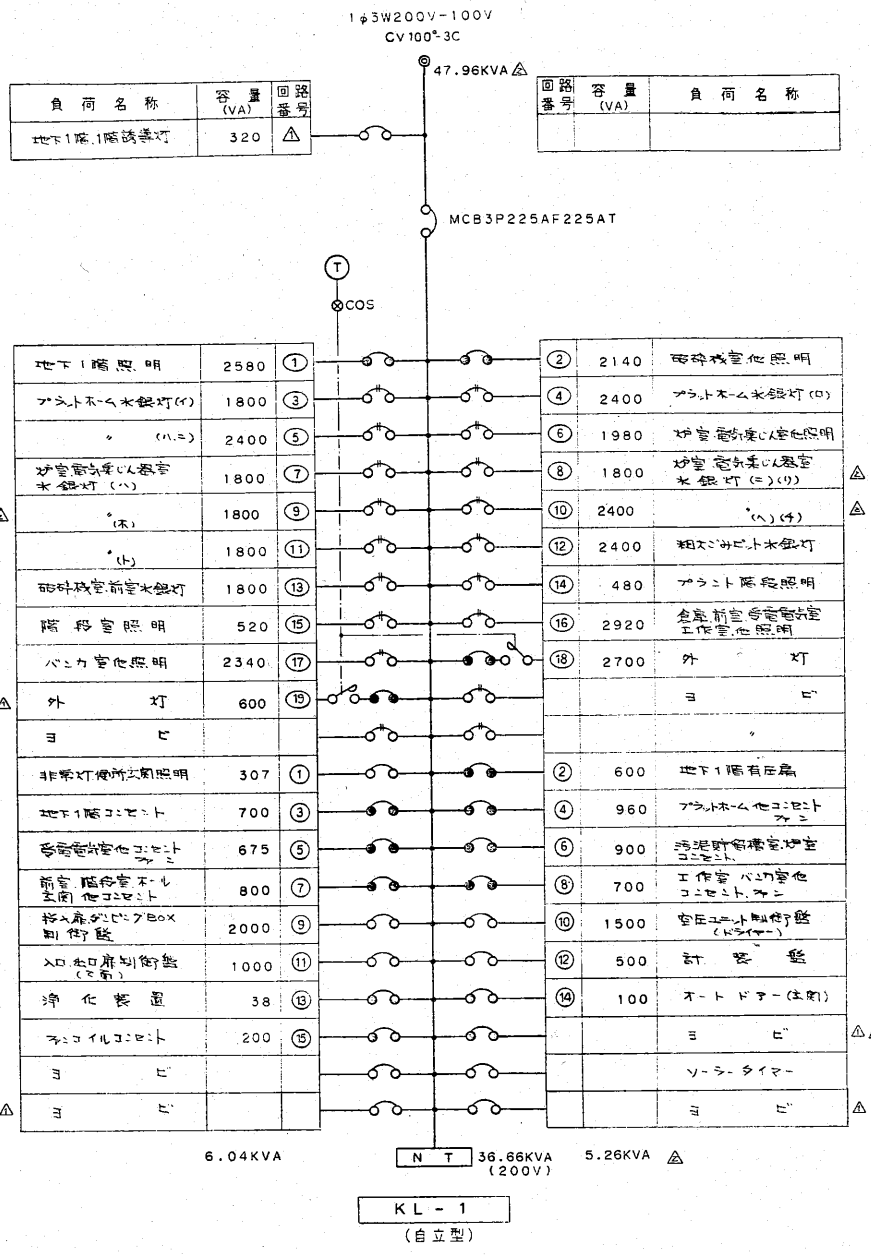 1φ3W200V-100V
CV100°-3C
47.96KVA
負荷名称 容量(VA) 回路番号
回路番号 容量(VA) 負荷名称
地下1階.1階誘導灯 320 1
MCB3P225AF225AT
T
COS
地下1階照明 2580 1
2 2140 破砕機室他照明
プラットホーム水銀灯(イ) 1800 3
4 2400 プラットホーム水銀灯(ロ)
〃 (ハ.ニ) 2400 5
6 1980 炉室.電気集じん室他照明
炉室電気集じん器室
水銀灯(ハ) 1800 7
8 1800 炉室.電気集じん器室
水銀灯(ニ)(リ)
〃(ホ) 1800 9
10 2400 〃(ヘ)(チ)
〃(ト) 1800 11
12 2400 粗大ごみピット水銀灯
破砕機室.前室水銀灯 1800 13
14 480 プラント階段照明
階段室照明 520 15
16 2920 倉庫.前室.受電電気室
工作室.他照明
バンカ室他照明 2340 17
18 2700 外灯
外灯 600 19
ヨビ
ヨビ
〃
非常灯便所玄関照明 307 1
2 600 地下1階有圧扇
地下1階コンセント 700 3
4 960 プラットホーム他コンセント
ファン
受電電気室他コンセント
ファン 675 5
6 900 汚泥貯留槽室.炉室
コンセント
前室.階段室.ホール
玄関他コンセント 800 7
8 700 工作室バンカ室他
コンセント.ファン
投入扉.ダンピングBOX
制御盤 2000 9
10 1500 空圧ユニット制御盤
(ドライヤー)
入口.出口扉制御盤
1000 11
12 500 計装盤
浄化装置 38 13
14 100 オートドアー(玄関)
ファンコイルコンセント 200 15
ヨビ
ヨビ
ソーラータイマー
ヨビ
ヨビ
6.04KVA
NT
36.66KVA
(200V)
5.26KVA
KL-1
(自立型)